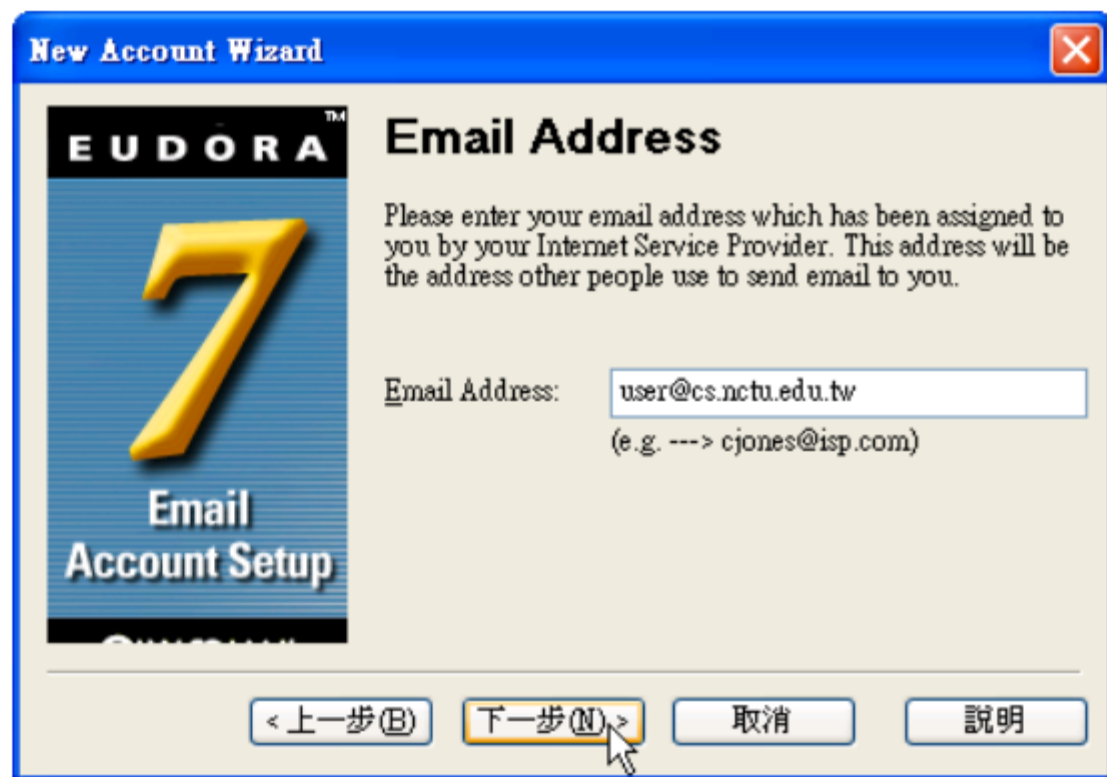 New Account Wizard
EUDORA™
7
Email
Account Setup
Email Address
Please enter your email address which has been assigned to
you by your Internet Service Provider. This address will be
the address other people use to send email to you.
Email Address: user@cs.nctu.edu.tw
(e.g. ---> cjones@isp.com)
<上一步(B) 下一步(N)> 取消 說明